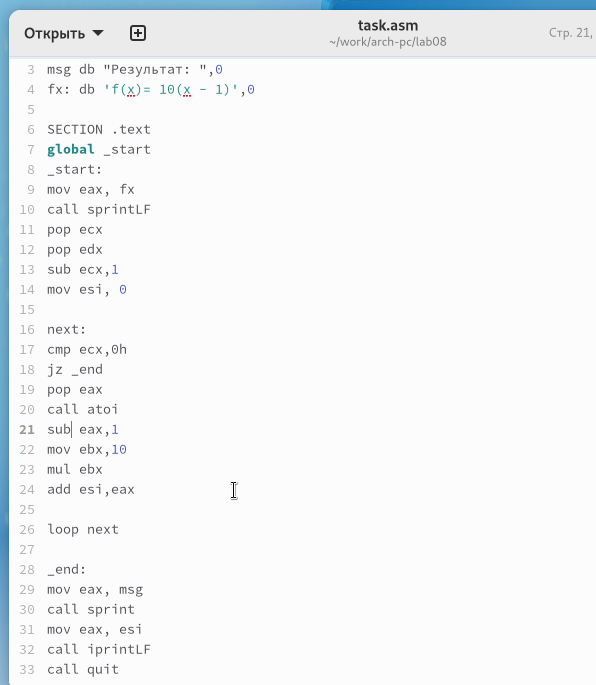 Открыть
task.asm
~/work/arch-pc/lab08
Стр. 21,
3 msg db "Результат: ",0
4 fx: db 'f(x)= 10(x - 1)',0
5
6 SECTION .text
7 global _start
8 _start:
9 mov eax, fx
10 call sprintLF
11 pop ecx
12 pop edx
13 sub ecx,1
14 mov esi, 0
15
16 next:
17 cmp ecx,0h
18 jz _end
19 pop eax
20 call atoi
21 sub eax,1
22 mov ebx,10
23 mul ebx
24 add esi,eax
25
26 loop next
27
28 _end:
29 mov eax, msg
30 call sprint
31 mov eax, esi
32 call iprintLF
33 call quit